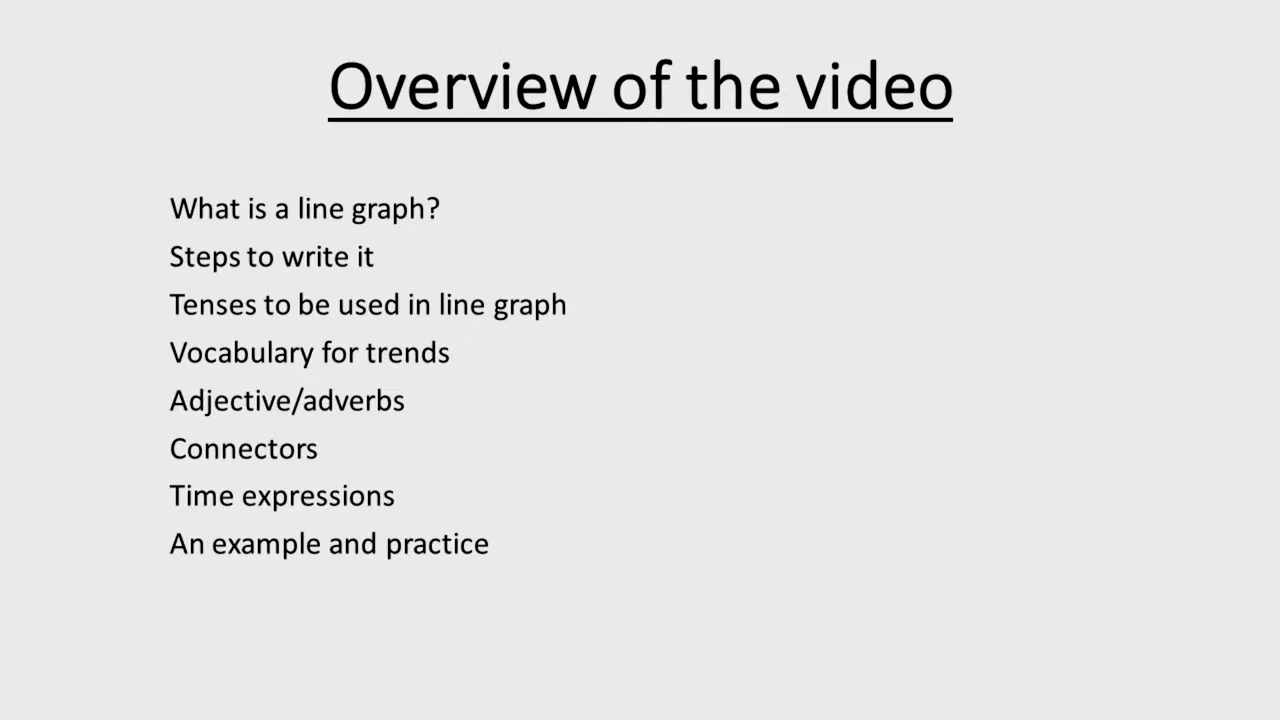 Overview of the video
What is a line graph?
Steps to write it
Tenses to be used in line graph
Vocabulary for trends
Adjective/adverbs
Connectors
Time expressions
An example and practice